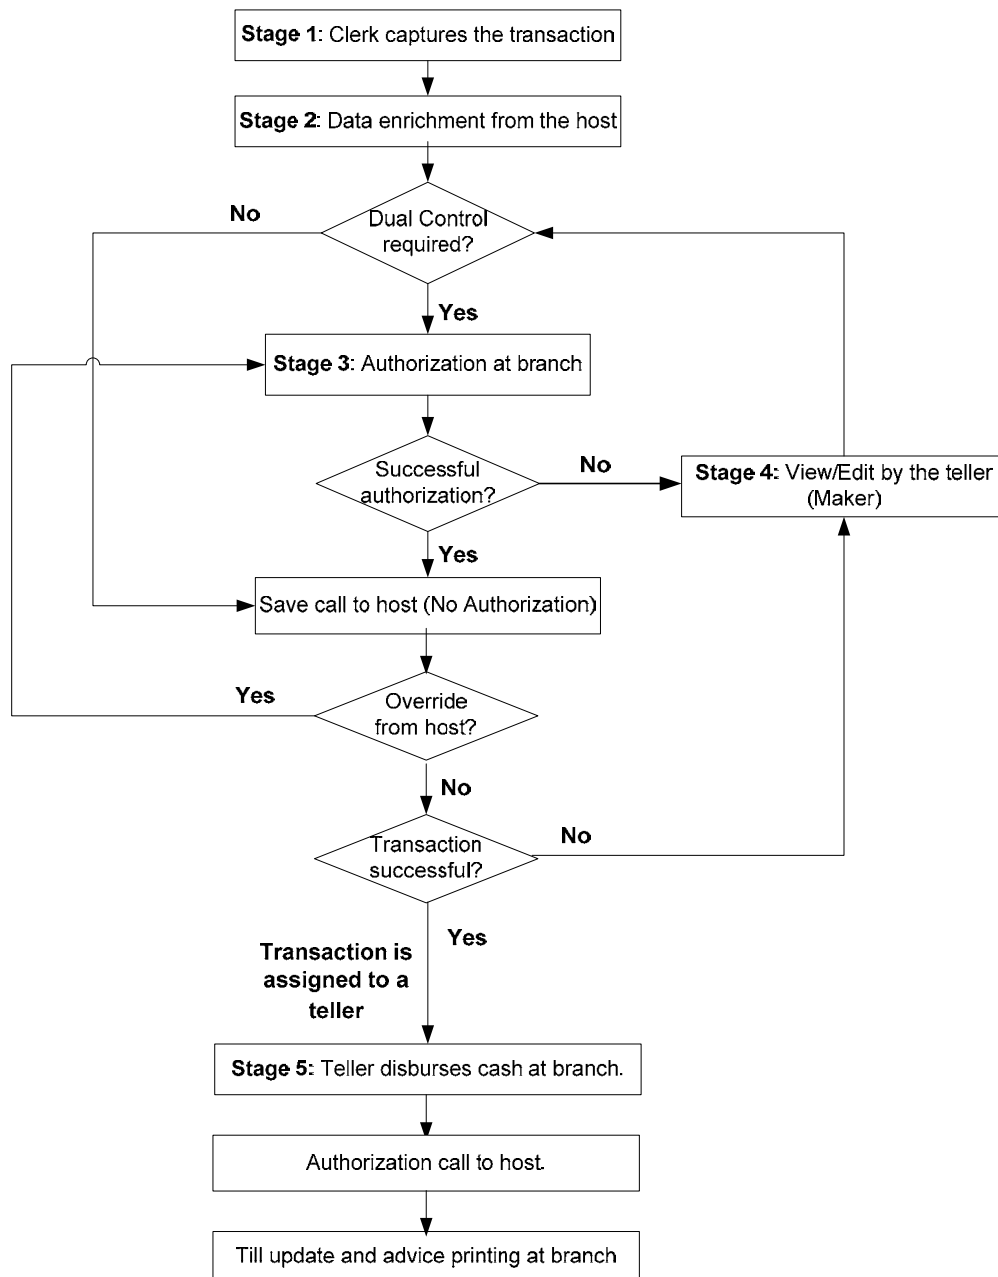 Stage 1: Clerk captures the transaction
Stage 2: Data enrichment from the host
No
Dual Control
required?
Yes
Stage 3: Authorization at branch
Successful
authorization?
No
Stage 4: View/Edit by the teller
(Maker)
Yes
Save call to host (No Authorization)
Yes
Override
from host?
No
Transaction
successful?
No
Yes
Transaction is
assigned to a
teller
Stage 5: Teller disburses cash at branch.
Authorization call to host.
Till update and advice printing at branch